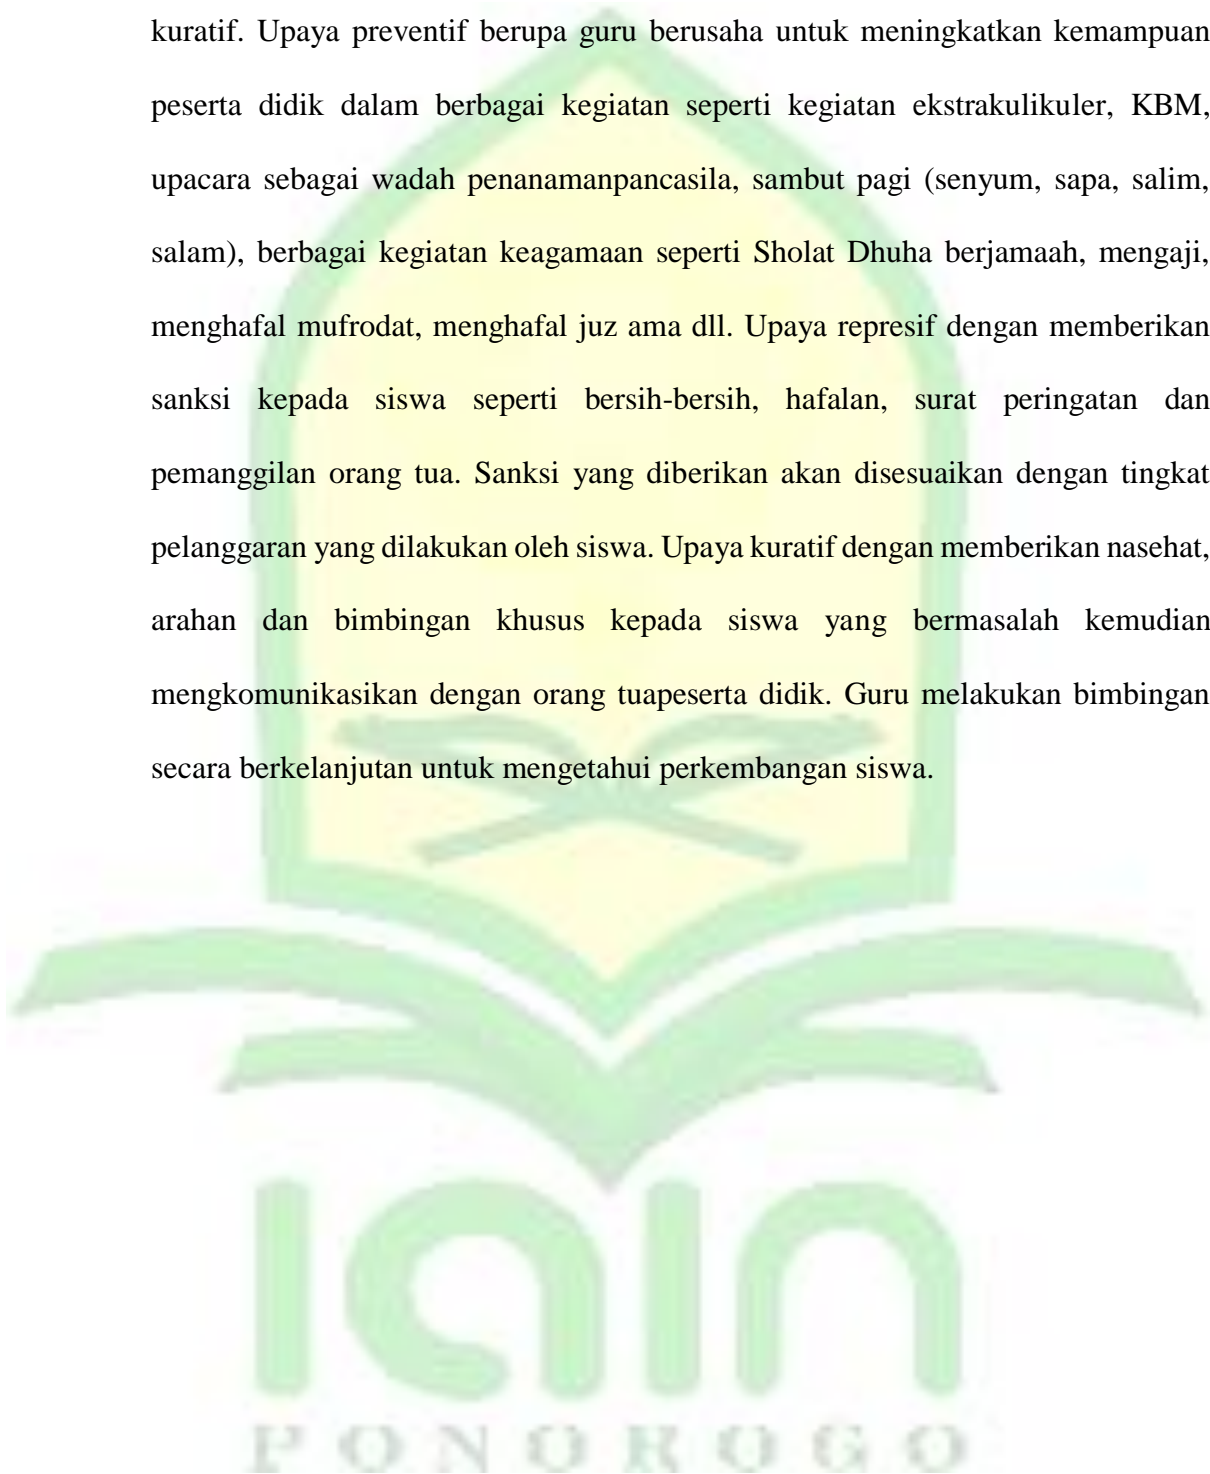 kuratif. Upaya preventif berupa guru berusaha untuk meningkatkan kemampuan
peserta didik dalam berbagai kegiatan seperti kegiatan ekstrakulikuler, KBM,
upacara sebagai wadah penanamanpancasila, sambut pagi (senyum, sapa, salim,
salam), berbagai kegiatan keagamaan seperti Sholat Dhuha berjamaah, mengaji,
menghafal mufrodat, menghafal juz ama dll. Upaya represif dengan memberikan
sanksi kepada siswa seperti bersih-bersih, hafalan, surat peringatan dan
pemanggilan orang tua. Sanksi yang diberikan akan disesuaikan dengan tingkat
pelanggaran yang dilakukan oleh siswa. Upaya kuratif dengan memberikan nasehat,
arahan dan bimbingan khusus kepada siswa yang bermasalah kemudian
mengkomunikasikan dengan orang tuapeserta didik. Guru melakukan bimbingan
secara berkelanjutan untuk mengetahui perkembangan siswa.
iain
PONOROGO